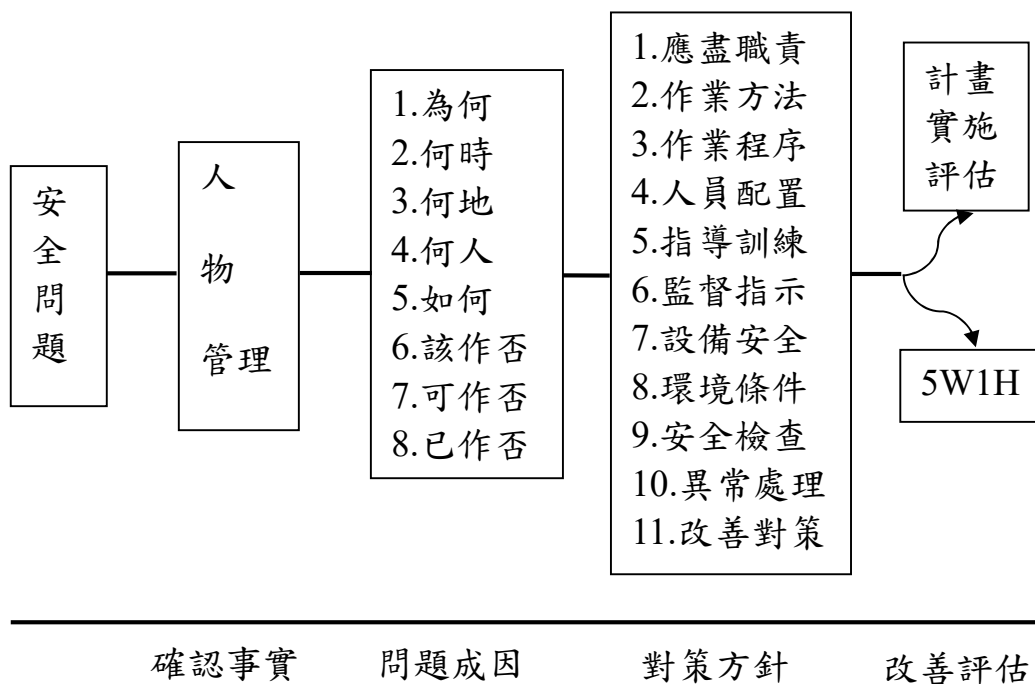 安
全
問
題
人
物
管理
1.為何
2.何時
3.何地
4.何人
5.如何
6.該作否
7.可作否
8.已作否
1.應盡職責
2.作業方法
3.作業程序
4.人員配置
5.指導訓練
6.監督指示
7.設備安全
8.環境條件
9.安全檢查
10.異常處理
11.改善對策
計畫
實施
評估
5W1H
確認事實
問題成因
對策方針
改善評估